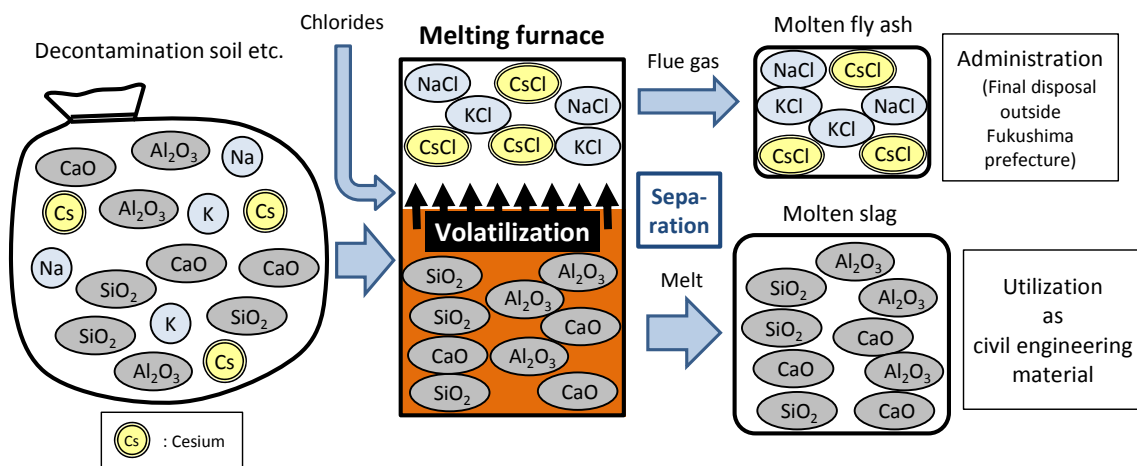 Decontamination soil etc.
CaO
Al₂O₃
Na
Cs
Al₂O₃
K
Cs
Na
CaO
CaO
SiO₂
K
SiO₂
SiO₂
Al₂O₃
Cs
Cs : Cesium
Chlorides
Melting furnace
NaCl
CsCl
KCl
NaCl
CsCl
CsCl
KCl
Volatilization
SiO₂
Al₂O₃
Al₂O₃
SiO₂
CaO
CaO
Al₂O₃
SiO₂
CaO
Flue gas
Sepa-
ration
Melt
Molten fly ash
NaCl
CsCl
KCl
NaCl
KCl
CsCl
CsCl
Administration
(Final disposal
outside
Fukushima
prefecture)
Molten slag
Al₂O₃
SiO₂
Al₂O₃
SiO₂
CaO
CaO
Al₂O₃
SiO₂
CaO
Utilization
as
civil engineering
material